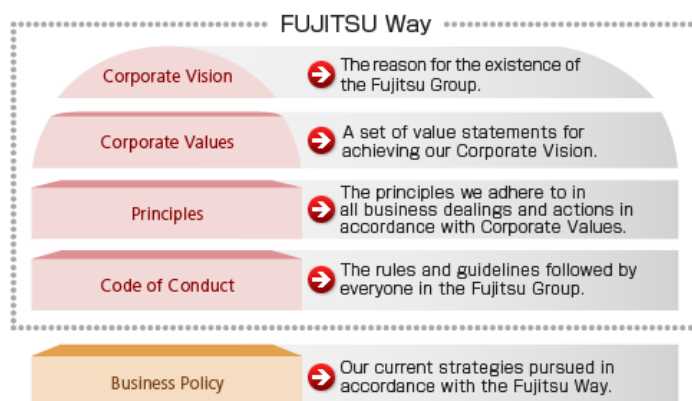 FUJITSU Way
Corporate Vision
The reason for the existence of
the Fujitsu Group.
Corporate Values
A set of value statements for
achieving our Corporate Vision.
Principles
The principles we adhere to in
all business dealings and actions in
accordance with Corporate Values.
Code of Conduct
The rules and guidelines followed by
everyone in the Fujitsu Group.
Business Policy
Our current strategies pursued in
accordance with the Fujitsu Way.